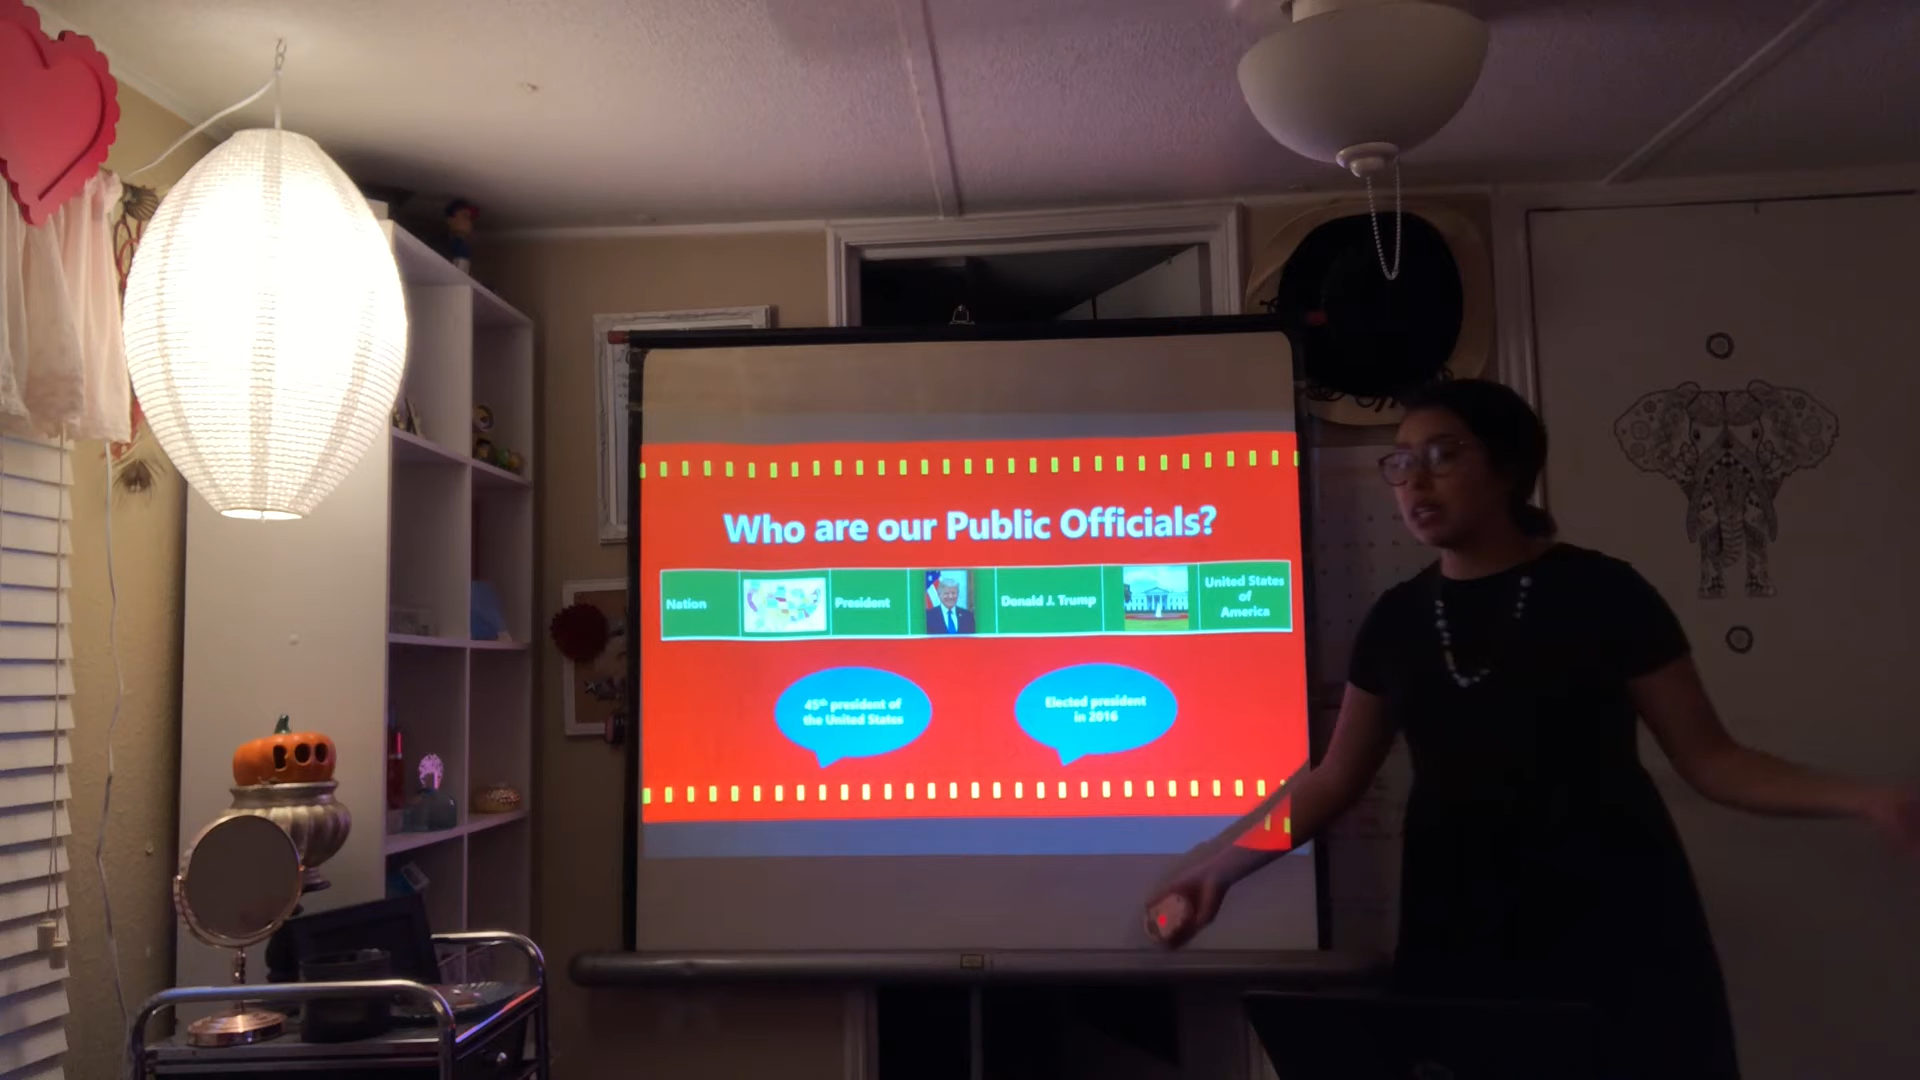 Who are our Public Officials?
Nation
President
Donald J. Trump
United States
of
America
45th president of
the United States
Elected president
in 2016
BOO